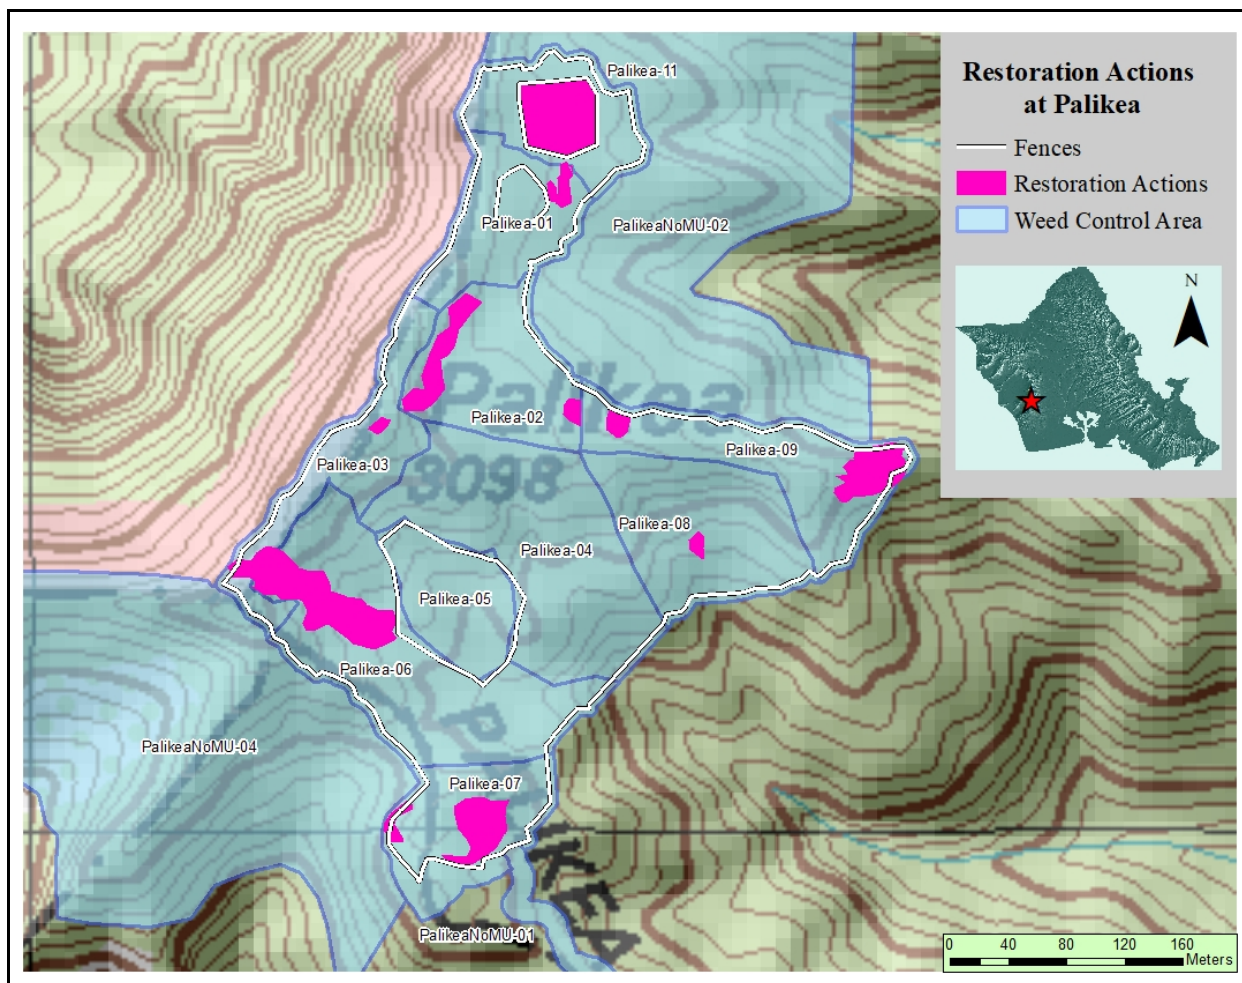 Restoration Actions
at Palikea
Fences
Restoration Actions
Weed Control Area
N
Palikea-11
Palikea-01
PalikeaNoMU-02
Palikea
Palikea-02
Palikea-09
Palikea-03
3098
Palikea-08
Palikea-04
Palikea-05
Palikea-06
PalikeaNoMU-04
Palikea-07
PalikeaNoMU-01
0 40 80 120 160
Meters